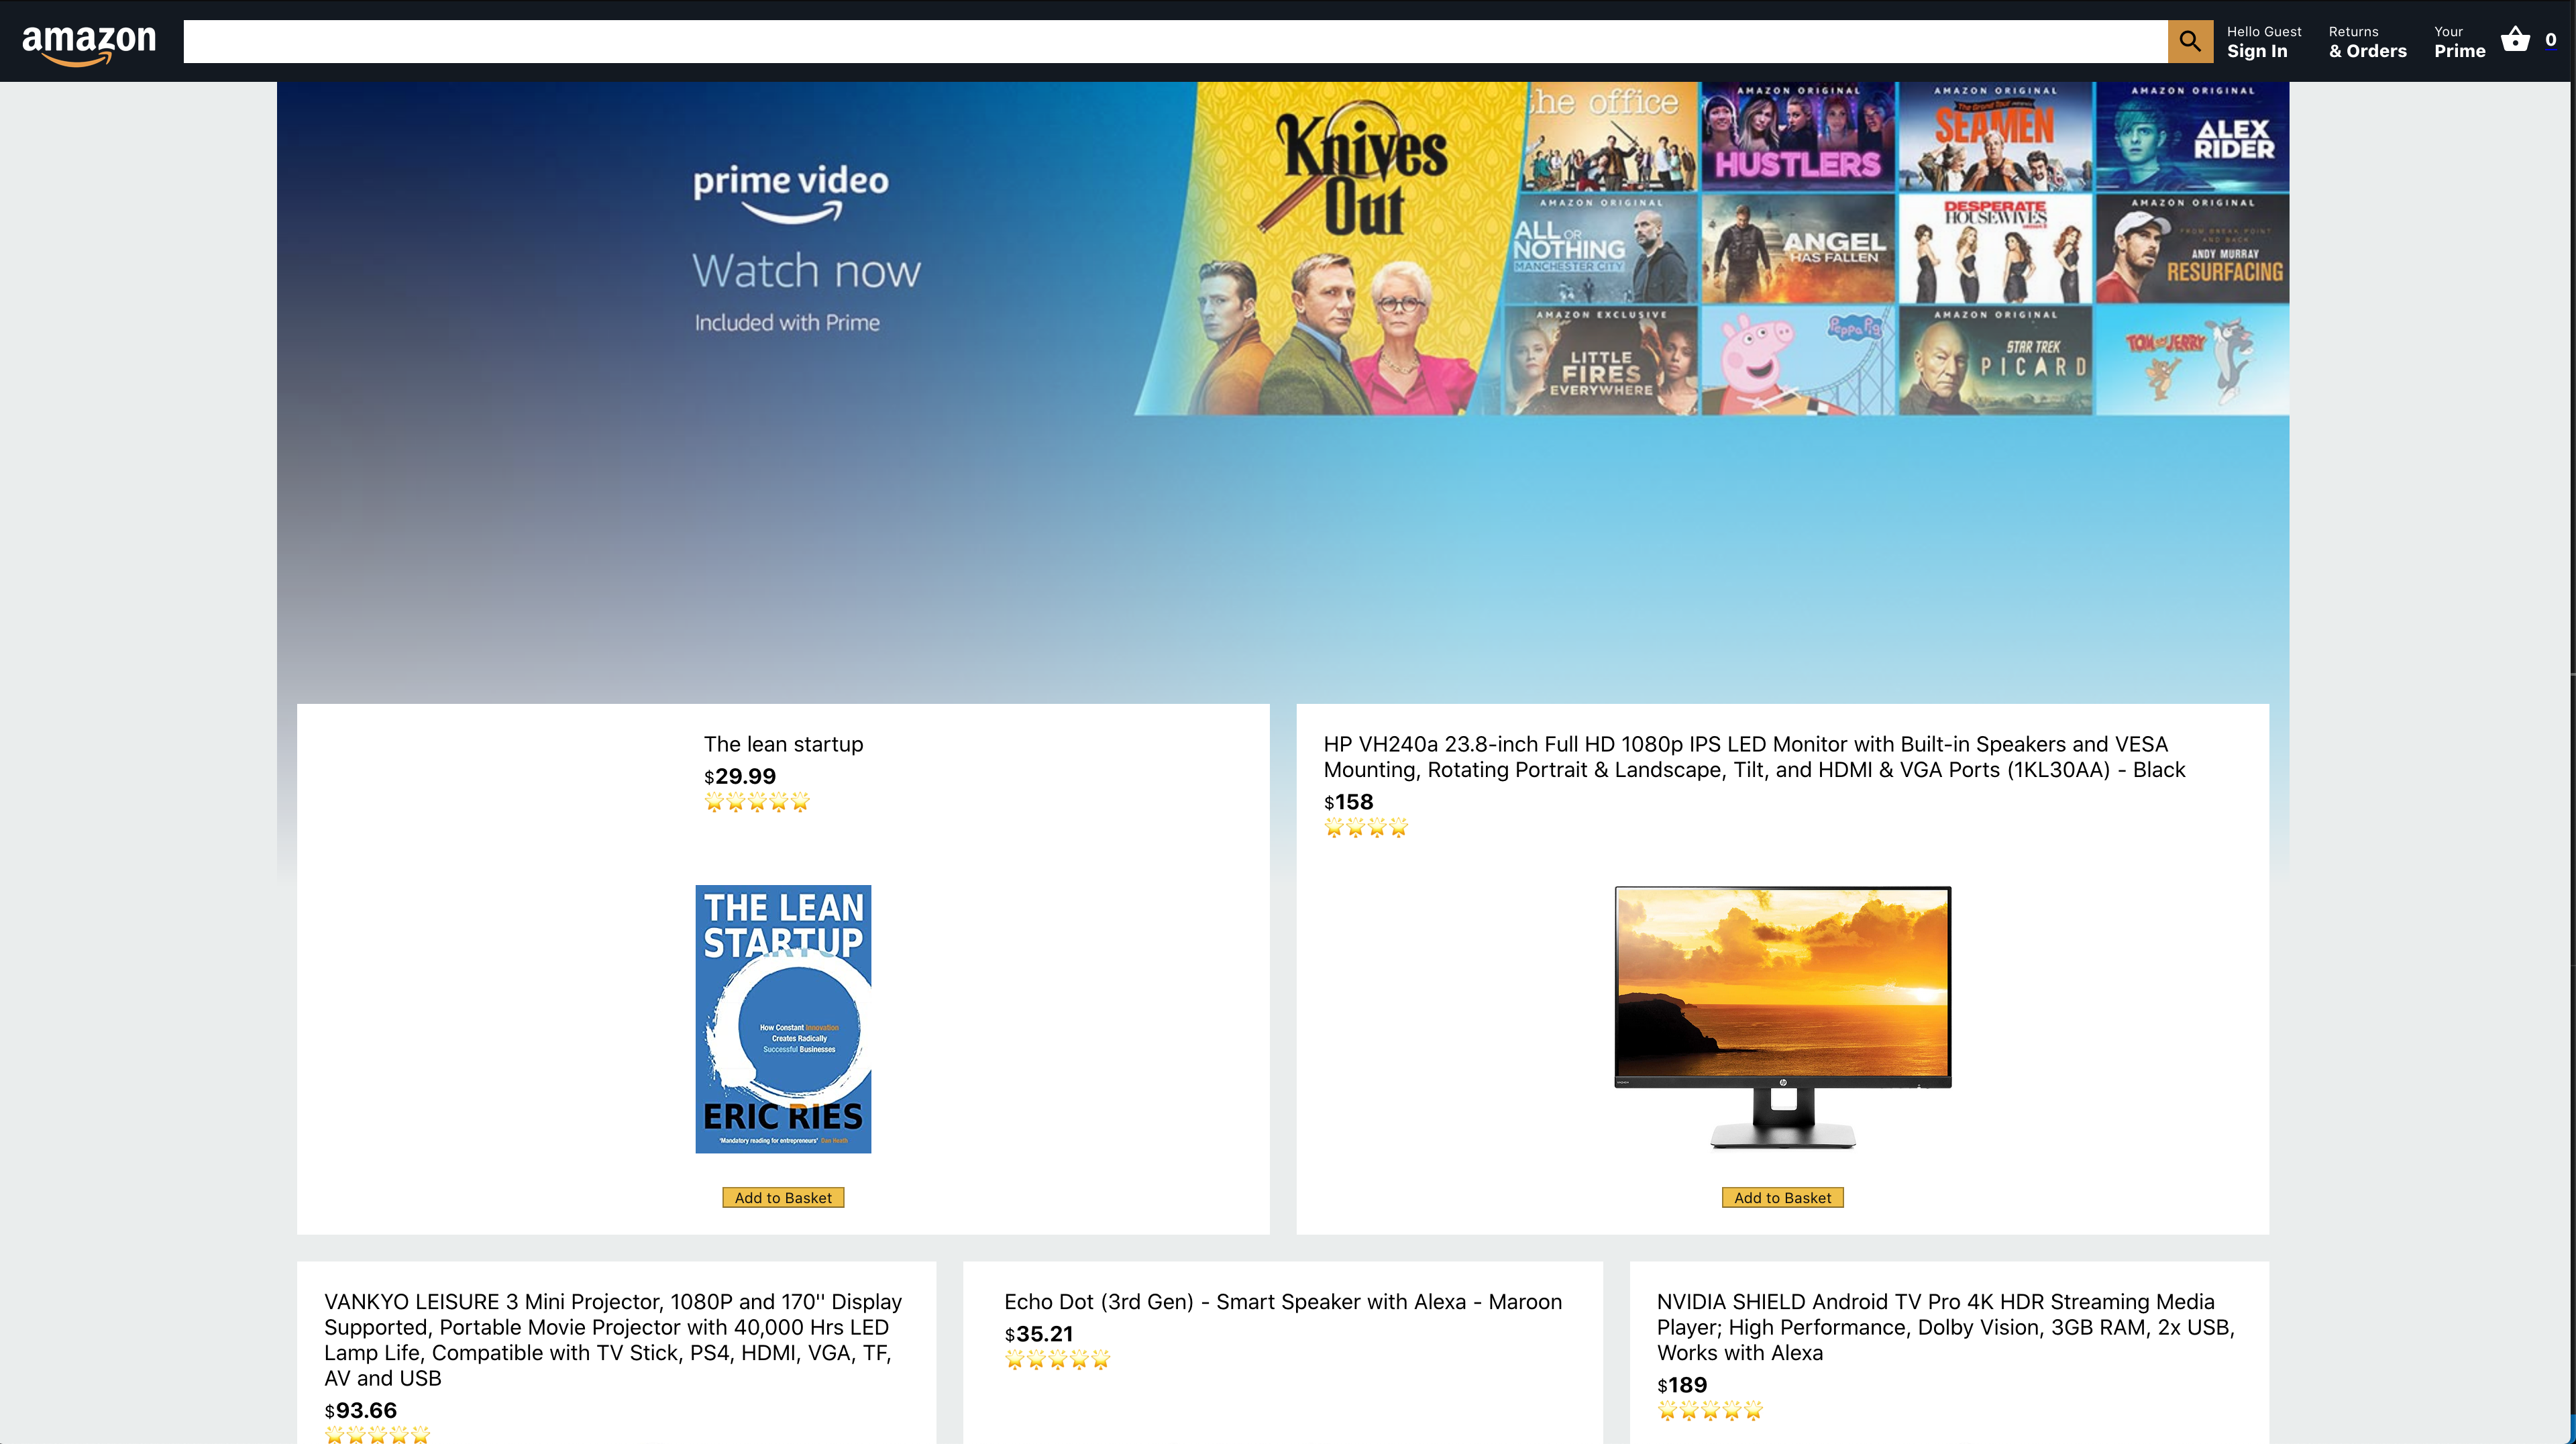 amazon
Hello Guest
Sign In
Returns
& Orders
Your
Prime
0
prime video
Watch now
Included with Prime
Knives
Out
the office
AMAZON ORIGINAL
HUSTLERS
AMAZON ORIGINAL
The Grand Tour
SEAMEN
AMAZON ORIGINAL
ALEX
RIDER
AMAZON ORIGINAL
ALL OR
NOTHING
MANCHESTER CITY
ANGEL
HAS FALLEN
DESPERATE
HOUSEWIVES
AMAZON ORIGINAL
FROM BREAK POINT
AND BACK
ANDY MURRAY
RESURFACING
AMAZON EXCLUSIVE
LITTLE
FIRES
EVERYWHERE
Peppa Pig
AMAZON ORIGINAL
STAR TREK
PICARD
TOM and JERRY
The lean startup
$29.99
THE LEAN
STARTUP
How Constant Innovation
Creates Radically
Successful Businesses
ERIC RIES
'Mandatory reading for entrepreneurs' Dan Heath
Add to Basket
HP VH240a 23.8-inch Full HD 1080p IPS LED Monitor with Built-in Speakers and VESA
Mounting, Rotating Portrait & Landscape, Tilt, and HDMI & VGA Ports (1KL30AA) - Black
$158
hp
Add to Basket
VANKYO LEISURE 3 Mini Projector, 1080P and 170'' Display
Supported, Portable Movie Projector with 40,000 Hrs LED
Lamp Life, Compatible with TV Stick, PS4, HDMI, VGA, TF,
AV and USB
$93.66
Echo Dot (3rd Gen) - Smart Speaker with Alexa - Maroon
$35.21
NVIDIA SHIELD Android TV Pro 4K HDR Streaming Media
Player; High Performance, Dolby Vision, 3GB RAM, 2x USB,
Works with Alexa
$189